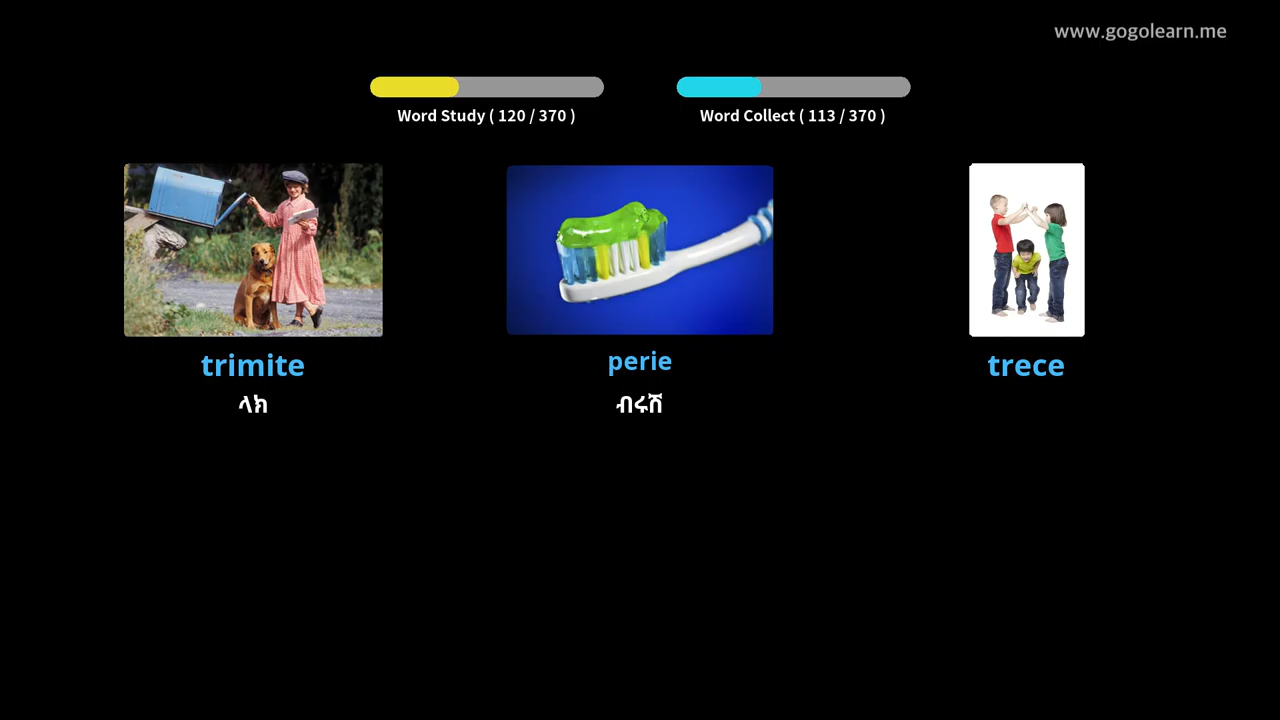 www.gogolearn.me
Word Study ( 120 / 370 )
Word Collect ( 113 / 370 )
trimite
perie
trece
ላክ
ብሩሽ